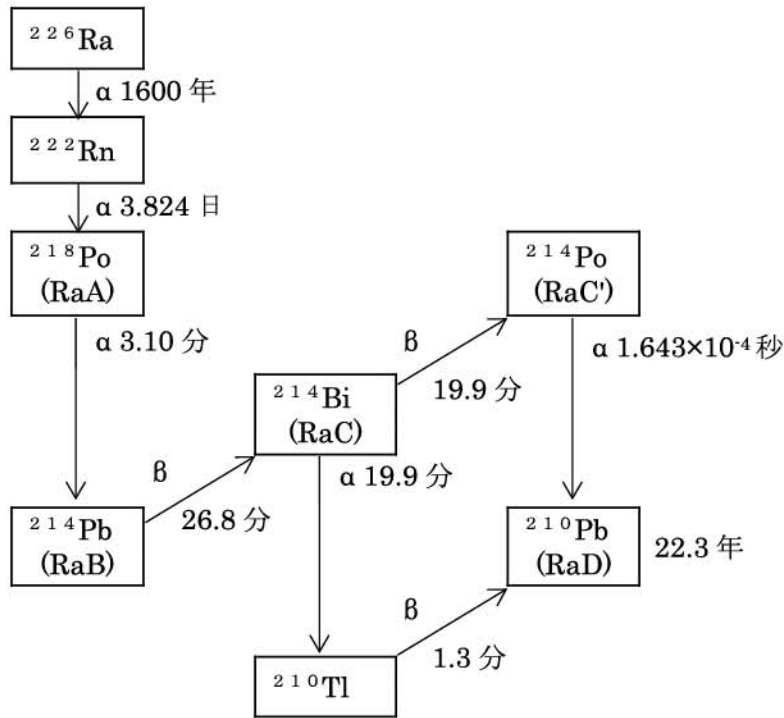 ²²⁶Ra
α 1600 年
²²²Rn
α 3.824 日
²¹⁸Po
(RaA)
α 3.10 分
²¹⁴Pb
(RaB)
β
26.8 分
²¹⁴Bi
(RaC)
α 19.9 分
β
19.9 分
²¹⁴Po
(RaC')
α 1.643×10⁻⁴ 秒
²¹⁰Tl
β
1.3 分
²¹⁰Pb
(RaD)
22.3 年